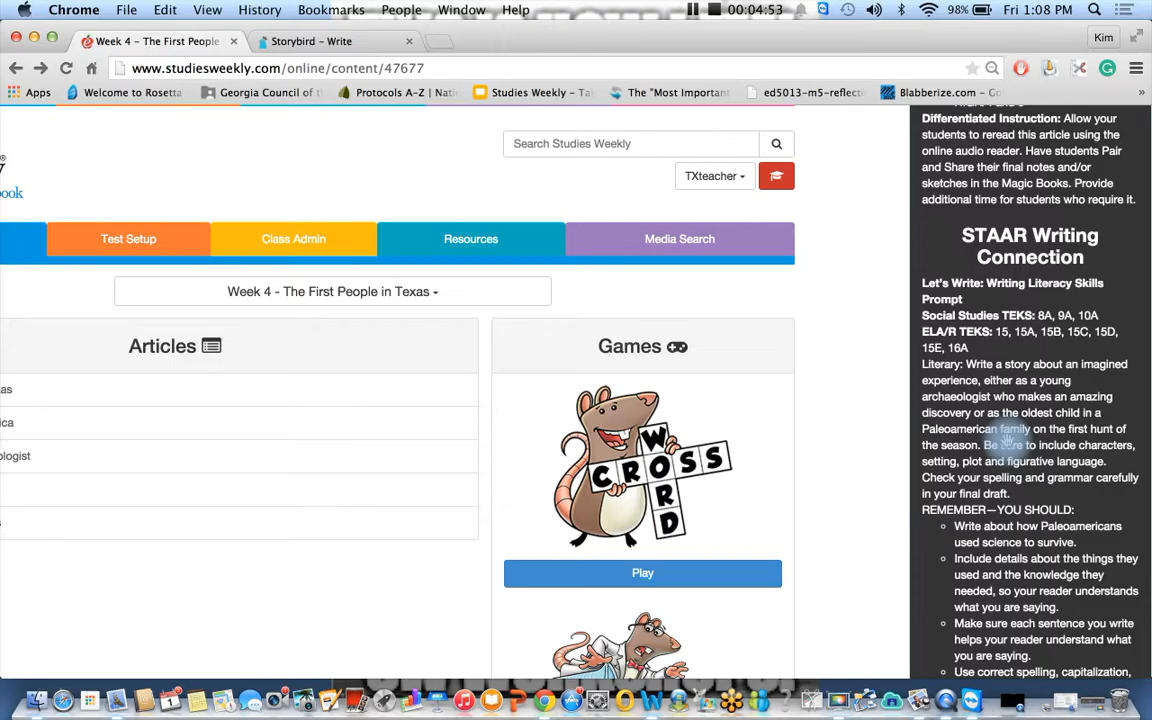 Chrome File Edit View History Bookmarks People Window Help 00:04:53 98% Fri 1:08 PM
Week 4 - The First People Storybird - Write Kim
www.studiesweekly.com/online/content/47677
Apps Welcome to Rosetta Georgia Council of the Protocols A-Z | Nati Studies Weekly - Tak The "Most Important ed5013-m5-reflecti Blabberize.com - Go »
y®
ook
Search Studies Weekly
TXteacher
Test Setup Class Admin Resources Media Search
Week 4 - The First People in Texas
Articles
as
ica
ologist
s
Games
CROSS
WORD
Play
Differentiated Instruction: Allow your
students to reread this article using the
online audio reader. Have students Pair
and Share their final notes and/or
sketches in the Magic Books. Provide
additional time for students who require it.
STAAR Writing
Connection
Let's Write: Writing Literacy Skills
Prompt
Social Studies TEKS: 8A, 9A, 10A
ELA/R TEKS: 15, 15A, 15B, 15C, 15D,
15E, 16A
Literary: Write a story about an imagined
experience, either as a young
archaeologist who makes an amazing
discovery or as the oldest child in a
Paleoamerican family on the first hunt of
the season. Be sure to include characters,
setting, plot and figurative language.
Check your spelling and grammar carefully
in your final draft.
REMEMBER—YOU SHOULD:
Write about how Paleoamericans
used science to survive.
Include details about the things they
used and the knowledge they
needed, so your reader understands
what you are saying.
Make sure each sentence you write
helps your reader understand what
you are saying.
Use correct spelling, capitalization,